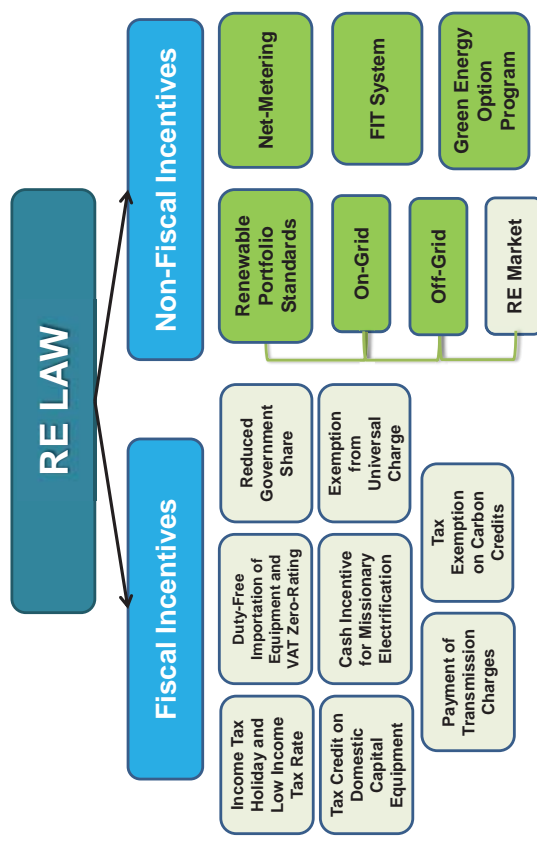 RE LAW
Fiscal Incentives
Non-Fiscal Incentives
Income Tax
Holiday and
Low Income
Tax Rate
Duty-Free
Importation of
Equipment and
VAT Zero-Rating
Reduced
Government
Share
Tax Credit on
Domestic
Capital
Equipment
Cash Incentive
for Missionary
Electrification
Exemption
from
Universal
Charge
Payment of
Transmission
Charges
Tax
Exemption
on Carbon
Credits
Renewable
Portfolio
Standards
On-Grid
Off-Grid
RE Market
Net-Metering
FIT System
Green Energy
Option
Program